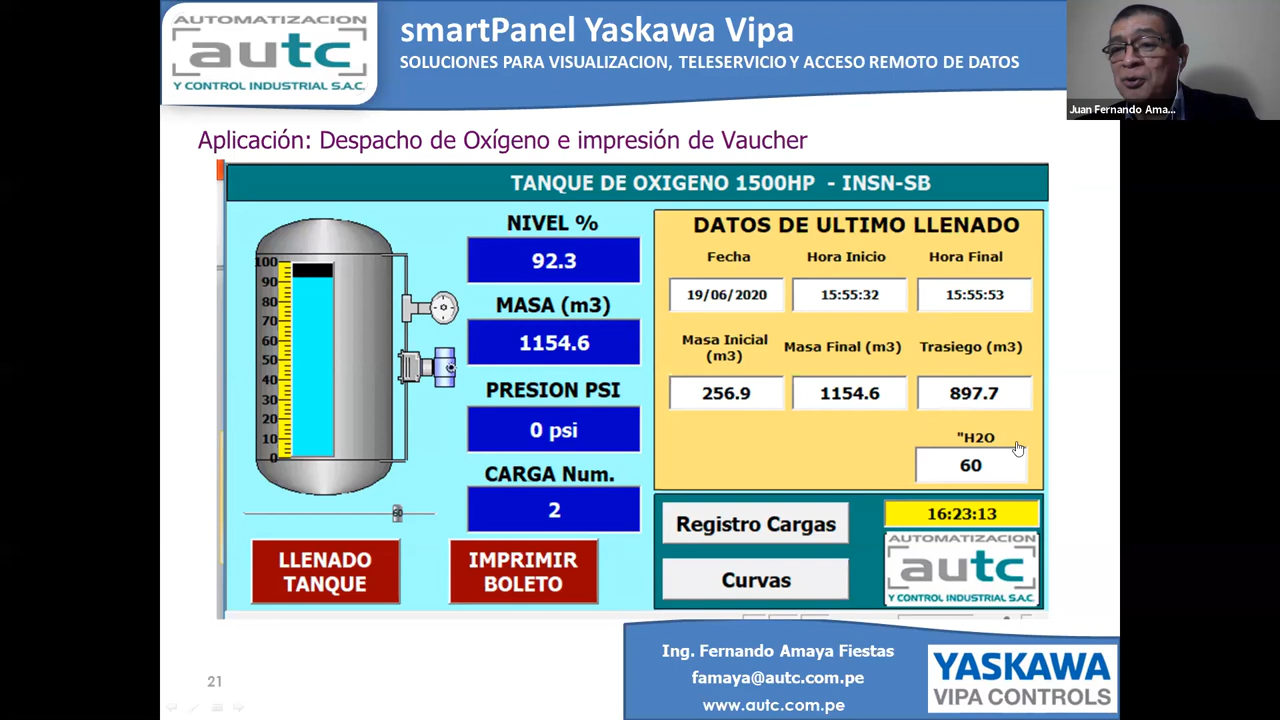 AUTOMATIZACION
autc
Y CONTROL INDUSTRIAL S.A.C.
smartPanel Yaskawa Vipa
SOLUCIONES PARA VISUALIZACION, TELESERVICIO Y ACCESO REMOTO DE DATOS
Juan Fernando Ama...
Aplicación: Despacho de Oxígeno e impresión de Vaucher
TANQUE DE OXIGENO 1500HP - INSN-SB
100
90
80
70
60
50
40
30
20
10
0
60
NIVEL %
92.3
MASA (m3)
1154.6
PRESION PSI
0 psi
CARGA Num.
2
LLENADO
TANQUE
IMPRIMIR
BOLETO
DATOS DE ULTIMO LLENADO
Fecha Hora Inicio Hora Final
19/06/2020 15:55:32 15:55:53
Masa Inicial
(m3) Masa Final (m3) Trasiego (m3)
256.9 1154.6 897.7
"H2O
60
Registro Cargas
Curvas
16:23:13
AUTOMATIZACION
autc
Y CONTROL INDUSTRIAL S.A.C.
21
Ing. Fernando Amaya Fiestas
famaya@autc.com.pe
www.autc.com.pe
YASKAWA
VIPA CONTROLS